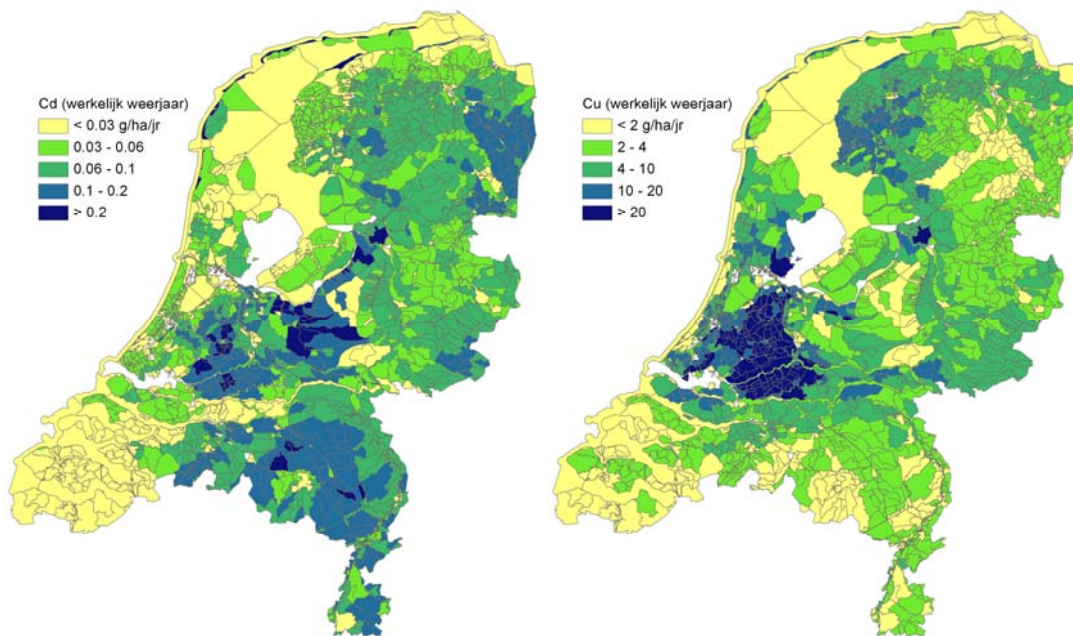 Cd (werkelijk weerjaar)
< 0.03 g/ha/jr
0.03 - 0.06
0.06 - 0.1
0.1 - 0.2
> 0.2
Cu (werkelijk weerjaar)
< 2 g/ha/jr
2 - 4
4 - 10
10 - 20
> 20